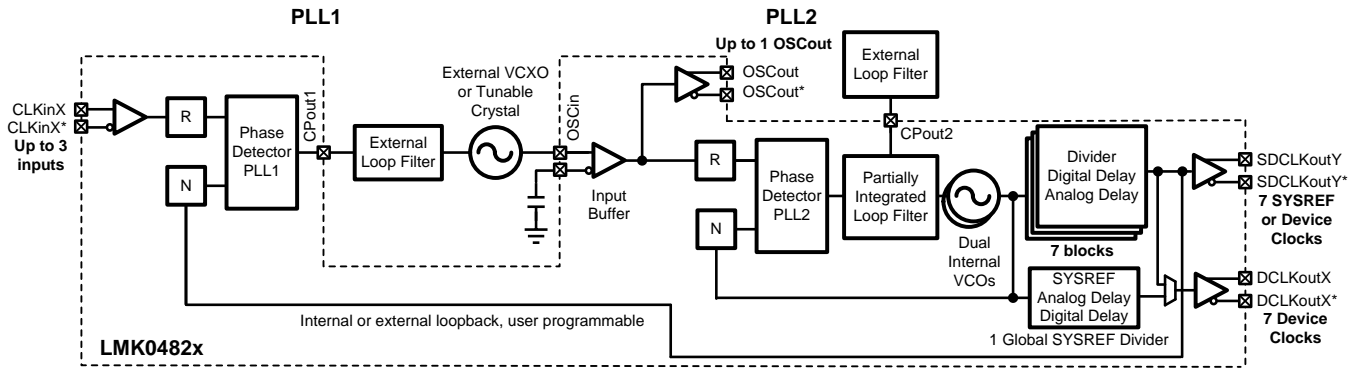 PLL1
PLL2
Up to 1 OSCout
External
Loop Filter
OSCout
OSCout*
External VCXO
or Tunable
Crystal
OSCin
CLKinX
CLKinX*
Up to 3
inputs
R
N
Phase
Detector
PLL1
CPout1
External
Loop Filter
Input
Buffer
R
N
Phase
Detector
PLL2
CPout2
Partially
Integrated
Loop Filter
Dual
Internal
VCOs
Divider
Digital Delay
Analog Delay
7 blocks
SDCLKoutY
SDCLKoutY*
7 SYSREF
or Device
Clocks
SYSREF
Analog Delay
Digital Delay
1 Global SYSREF Divider
DCLKoutX
DCLKoutX*
7 Device
Clocks
Internal or external loopback, user programmable
LMK0482x